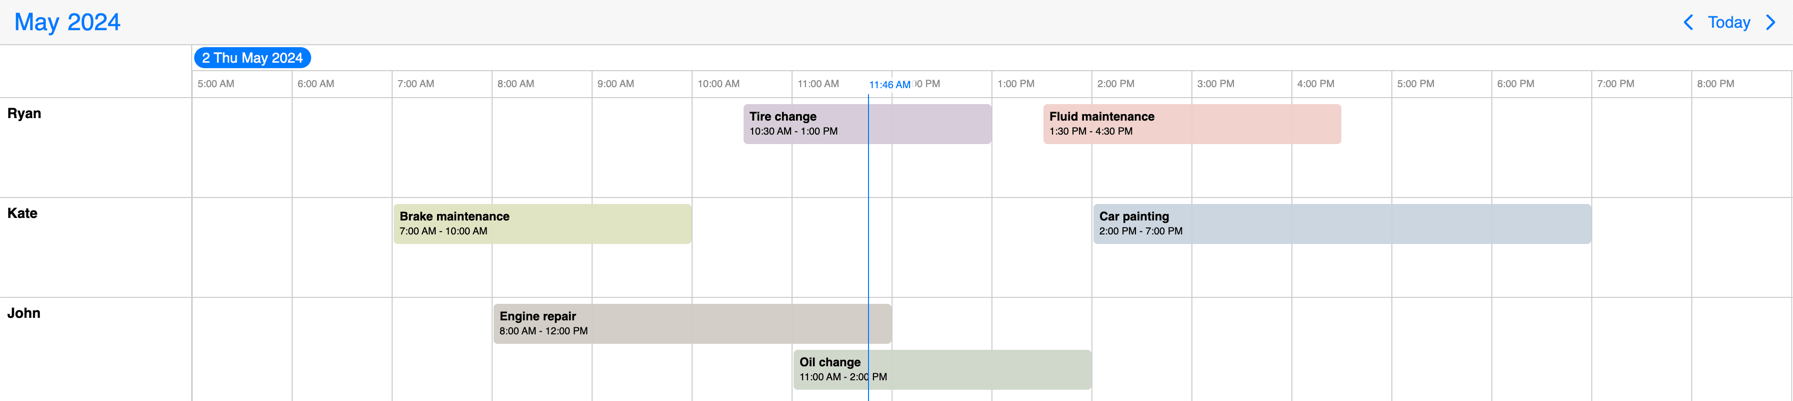 May 2024
Today
2 Thu May 2024
5:00 AM
6:00 AM
7:00 AM
8:00 AM
9:00 AM
10:00 AM
11:00 AM
11:46 AM
PM
1:00 PM
2:00 PM
3:00 PM
4:00 PM
5:00 PM
6:00 PM
7:00 PM
8:00 PM
Ryan
Tire change
10:30 AM - 1:00 PM
Fluid maintenance
1:30 PM - 4:30 PM
Kate
Brake maintenance
7:00 AM - 10:00 AM
Car painting
2:00 PM - 7:00 PM
John
Engine repair
8:00 AM - 12:00 PM
Oil change
11:00 AM - 2:00 PM